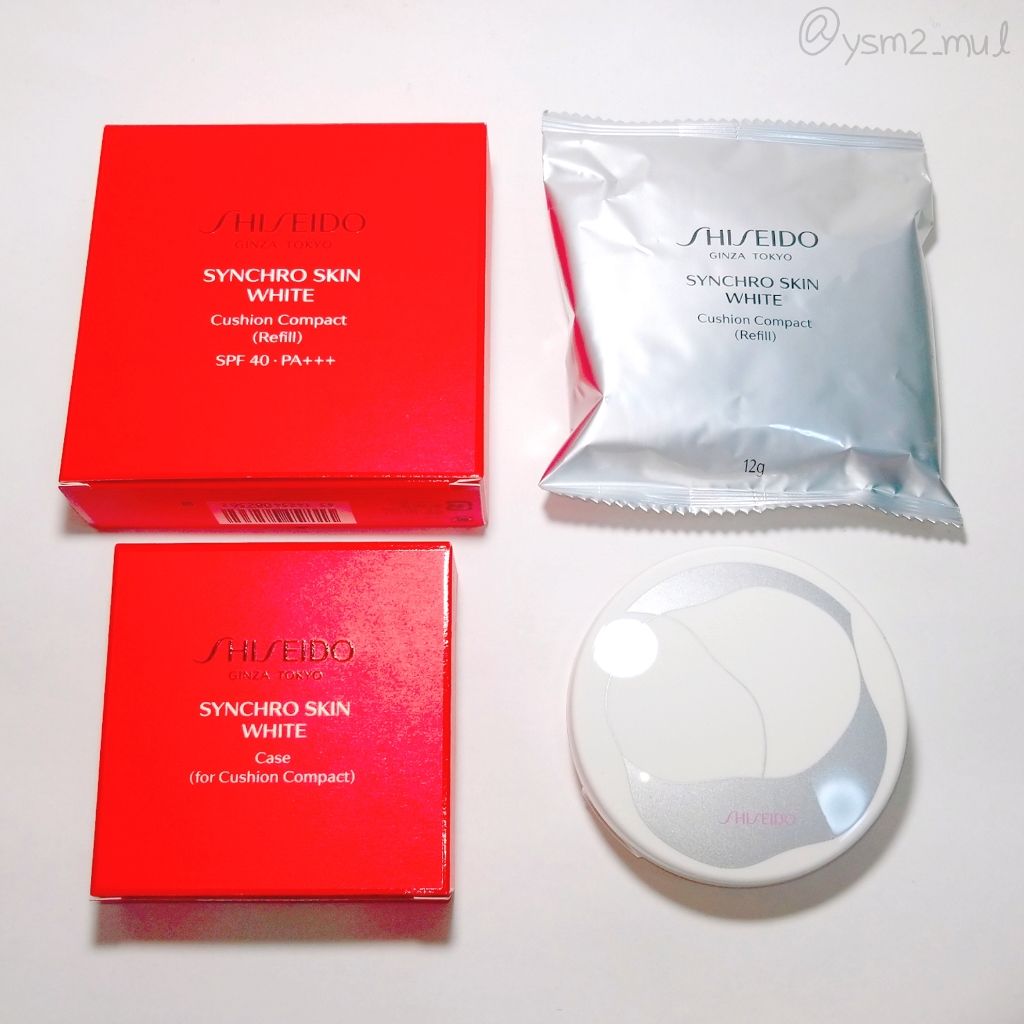 @ysm2_mul
SHISEIDO
GINZA TOKYO
SYNCHRO SKIN
WHITE
Cushion Compact
(Refill)
SPF 40・PA+++
SHISEIDO
GINZA TOKYO
SYNCHRO SKIN
WHITE
Cushion Compact
(Refill)
12g
SHISEIDO
GINZA TOKYO
SYNCHRO SKIN
WHITE
Case
(for Cushion Compact)
SHISEIDO